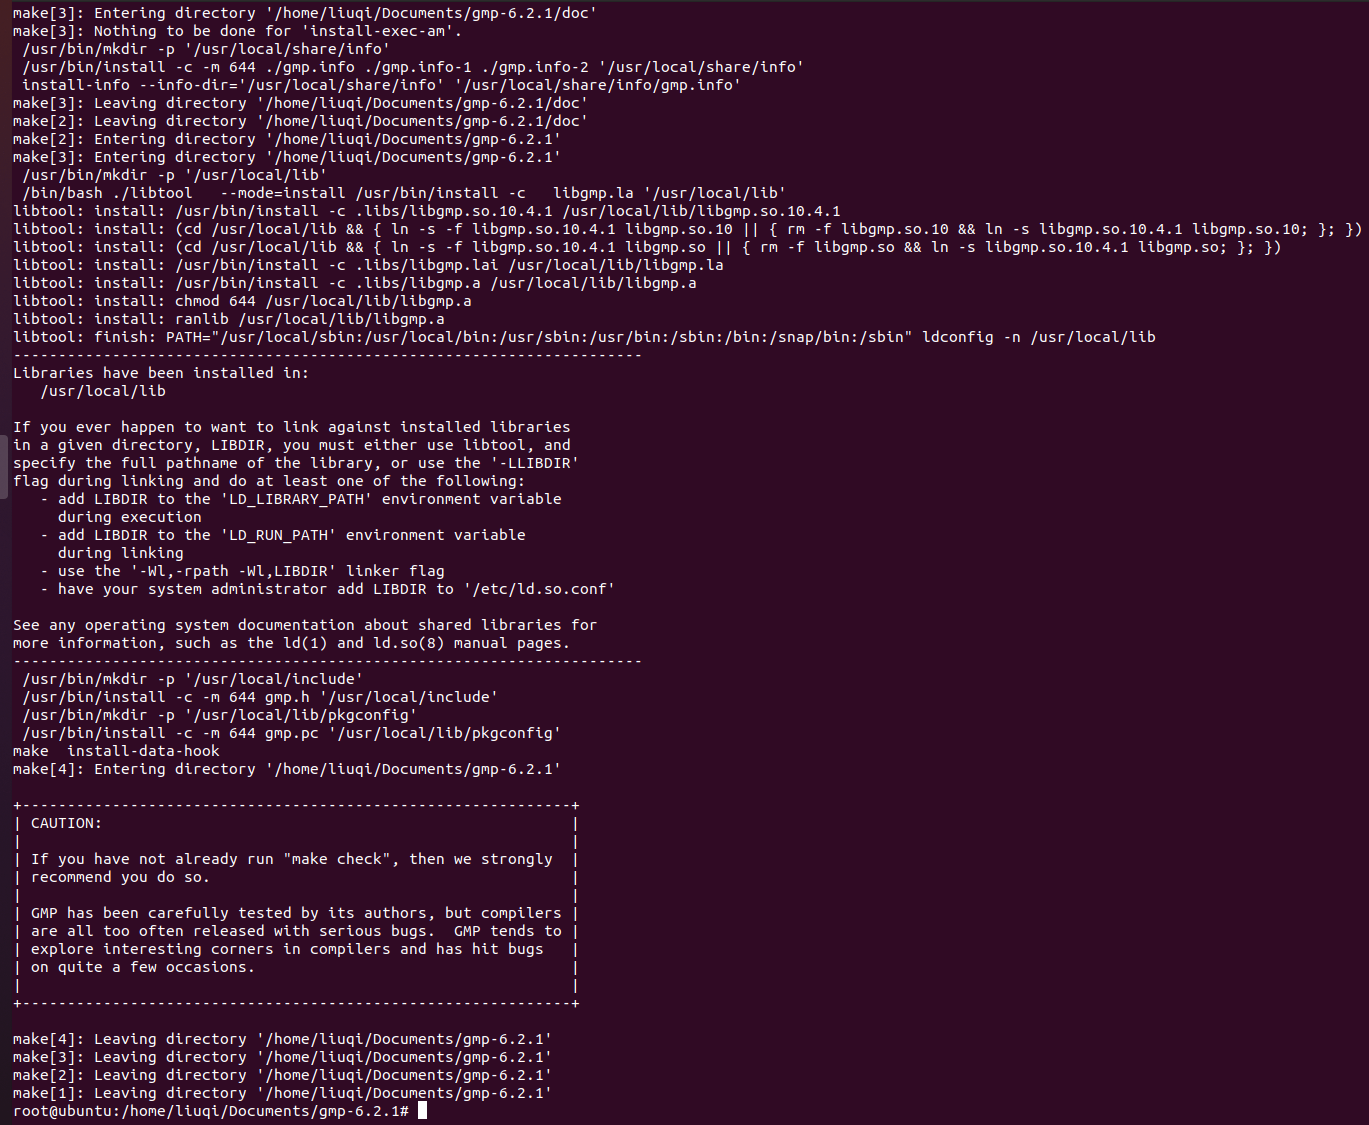 make[3]: Entering directory '/home/liuqi/Documents/gmp-6.2.1/doc'
make[3]: Nothing to be done for 'install-exec-am'.
 /usr/bin/mkdir -p '/usr/local/share/info'
 /usr/bin/install -c -m 644 ./gmp.info ./gmp.info-1 ./gmp.info-2 '/usr/local/share/info'
 install-info --info-dir='/usr/local/share/info' '/usr/local/share/info/gmp.info'
make[3]: Leaving directory '/home/liuqi/Documents/gmp-6.2.1/doc'
make[2]: Leaving directory '/home/liuqi/Documents/gmp-6.2.1/doc'
make[2]: Entering directory '/home/liuqi/Documents/gmp-6.2.1'
make[3]: Entering directory '/home/liuqi/Documents/gmp-6.2.1'
 /usr/bin/mkdir -p '/usr/local/lib'
 /bin/bash ./libtool   --mode=install /usr/bin/install -c   libgmp.la '/usr/local/lib'
libtool: install: /usr/bin/install -c .libs/libgmp.so.10.4.1 /usr/local/lib/libgmp.so.10.4.1
libtool: install: (cd /usr/local/lib && { ln -s -f libgmp.so.10.4.1 libgmp.so.10 || { rm -f libgmp.so.10 && ln -s libgmp.so.10.4.1 libgmp.so.10; }; })
libtool: install: (cd /usr/local/lib && { ln -s -f libgmp.so.10.4.1 libgmp.so || { rm -f libgmp.so && ln -s libgmp.so.10.4.1 libgmp.so; }; })
libtool: install: /usr/bin/install -c .libs/libgmp.lai /usr/local/lib/libgmp.la
libtool: install: /usr/bin/install -c .libs/libgmp.a /usr/local/lib/libgmp.a
libtool: install: chmod 644 /usr/local/lib/libgmp.a
libtool: install: ranlib /usr/local/lib/libgmp.a
libtool: finish: PATH="/usr/local/sbin:/usr/local/bin:/usr/sbin:/usr/bin:/sbin:/bin:/snap/bin:/sbin" ldconfig -n /usr/local/lib
----------------------------------------------------------------------
Libraries have been installed in:
   /usr/local/lib

If you ever happen to want to link against installed libraries
in a given directory, LIBDIR, you must either use libtool, and
specify the full pathname of the library, or use the '-LLIBDIR'
flag during linking and do at least one of the following:
   - add LIBDIR to the 'LD_LIBRARY_PATH' environment variable
     during execution
   - add LIBDIR to the 'LD_RUN_PATH' environment variable
     during linking
   - use the '-Wl,-rpath -Wl,LIBDIR' linker flag
   - have your system administrator add LIBDIR to '/etc/ld.so.conf'

See any operating system documentation about shared libraries for
more information, such as the ld(1) and ld.so(8) manual pages.
----------------------------------------------------------------------
 /usr/bin/mkdir -p '/usr/local/include'
 /usr/bin/install -c -m 644 gmp.h '/usr/local/include'
 /usr/bin/mkdir -p '/usr/local/lib/pkgconfig'
 /usr/bin/install -c -m 644 gmp.pc '/usr/local/lib/pkgconfig'
make  install-data-hook
make[4]: Entering directory '/home/liuqi/Documents/gmp-6.2.1'

+-------------------------------------------------------------+
| CAUTION:                                                    |
|                                                             |
| If you have not already run "make check", then we strongly  |
| recommend you do so.                                        |
|                                                             |
| GMP has been carefully tested by its authors, but compilers |
| are all too often released with serious bugs.  GMP tends to |
| explore interesting corners in compilers and has hit bugs   |
| on quite a few occasions.                                   |
|                                                             |
+-------------------------------------------------------------+

make[4]: Leaving directory '/home/liuqi/Documents/gmp-6.2.1'
make[3]: Leaving directory '/home/liuqi/Documents/gmp-6.2.1'
make[2]: Leaving directory '/home/liuqi/Documents/gmp-6.2.1'
make[1]: Leaving directory '/home/liuqi/Documents/gmp-6.2.1'
root@ubuntu:/home/liuqi/Documents/gmp-6.2.1#